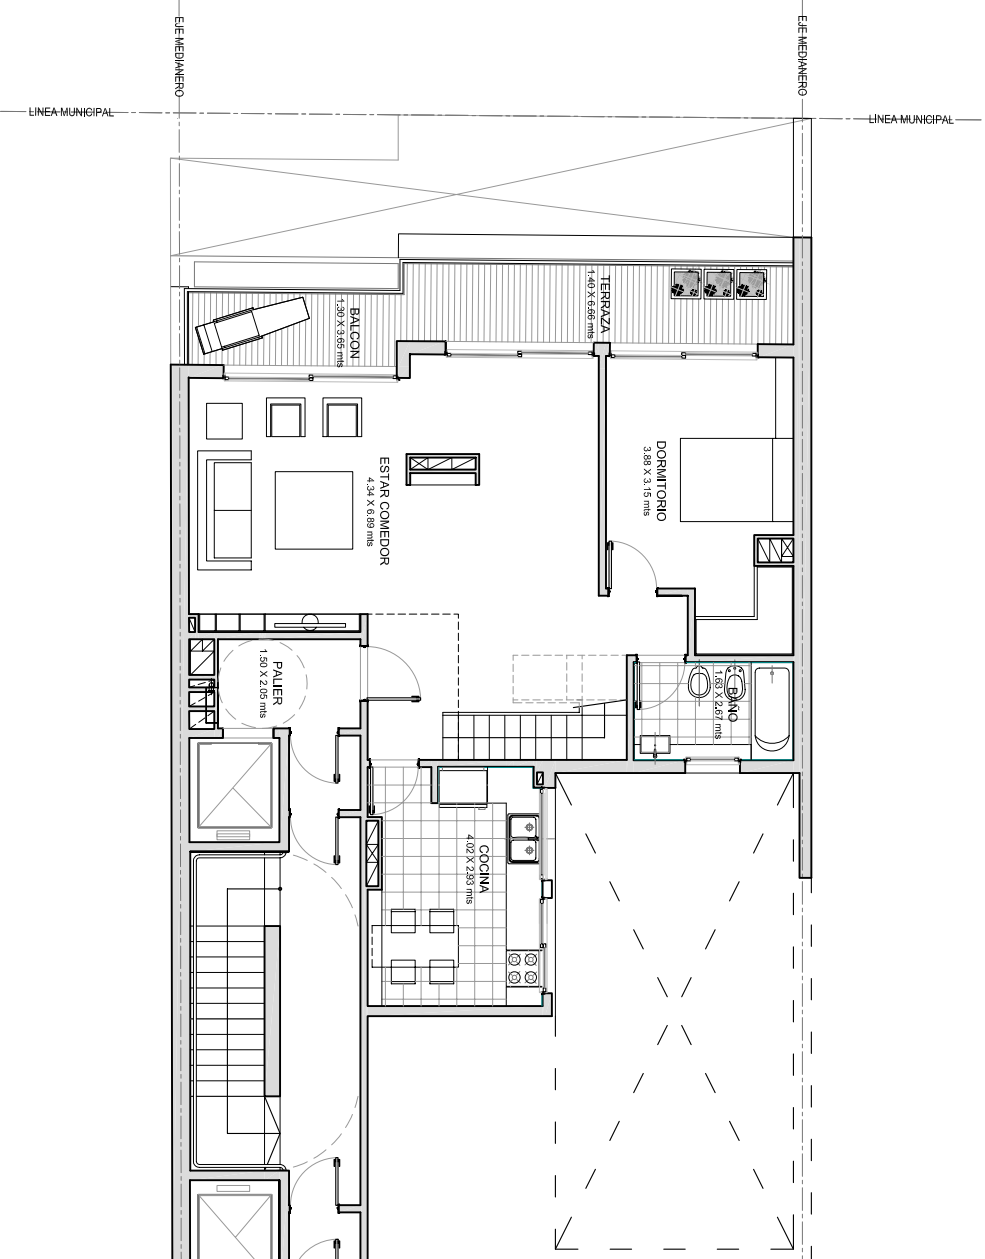 EJE MEDIANERO
EJE MEDIANERO
LINEA MUNICIPAL
LÍNEA MUNICIPAL
TERRAZA
1.40 X 6.66 mts
BALCON
1.30 X 3.65 mts
ESTAR COMEDOR
4.34 X 6.89 mts
DORMITORIO
3.88 X 3.15 mts
PALIER
1.50 X 2.05 mts
BAÑO
1.63 X 2.67 mts
COCINA
4.02 X 2.93 mts